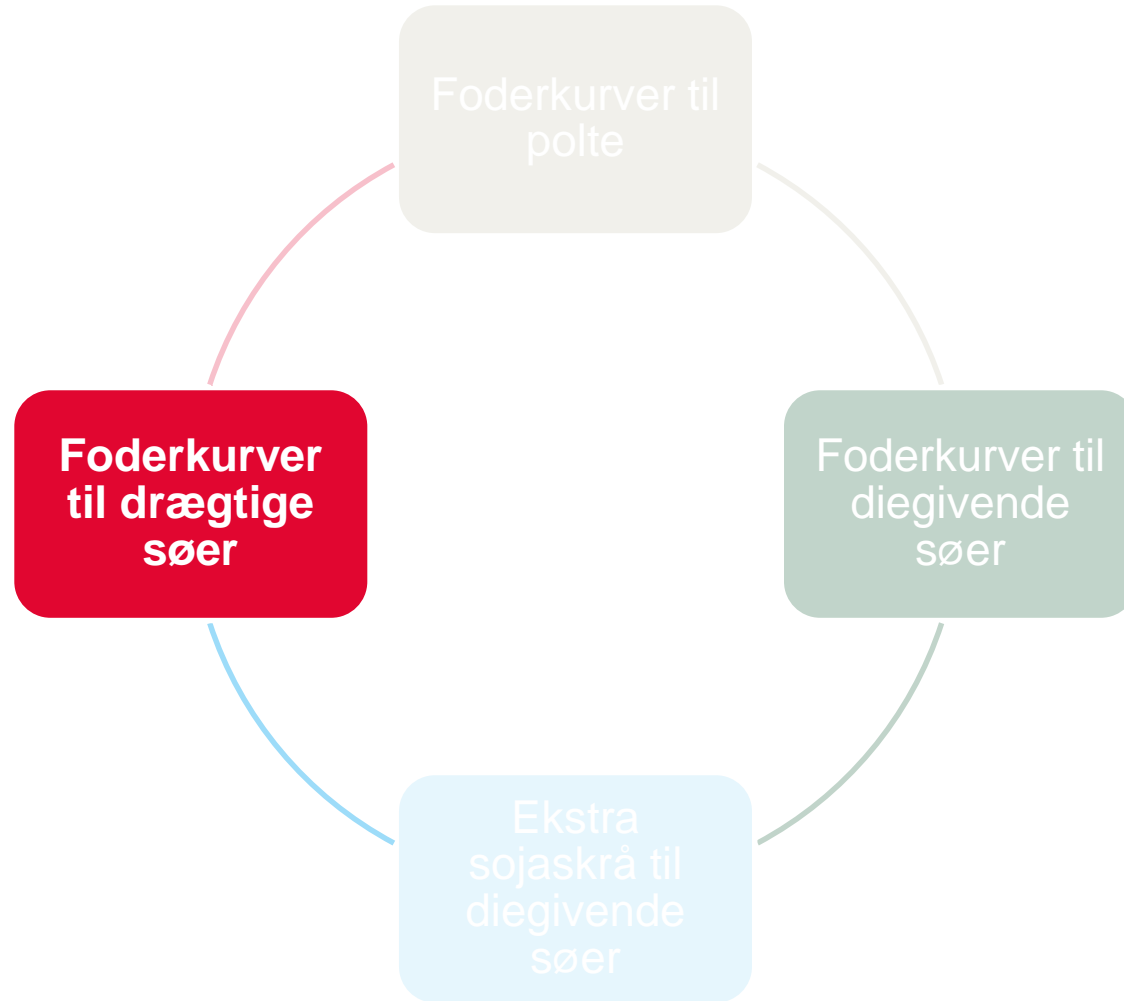 Foderkurver til
polte
Foderkurver
til drægtige
søer
Foderkurver til
diegivende
søer
Ekstra
sojaskrå til
diegivende
søer